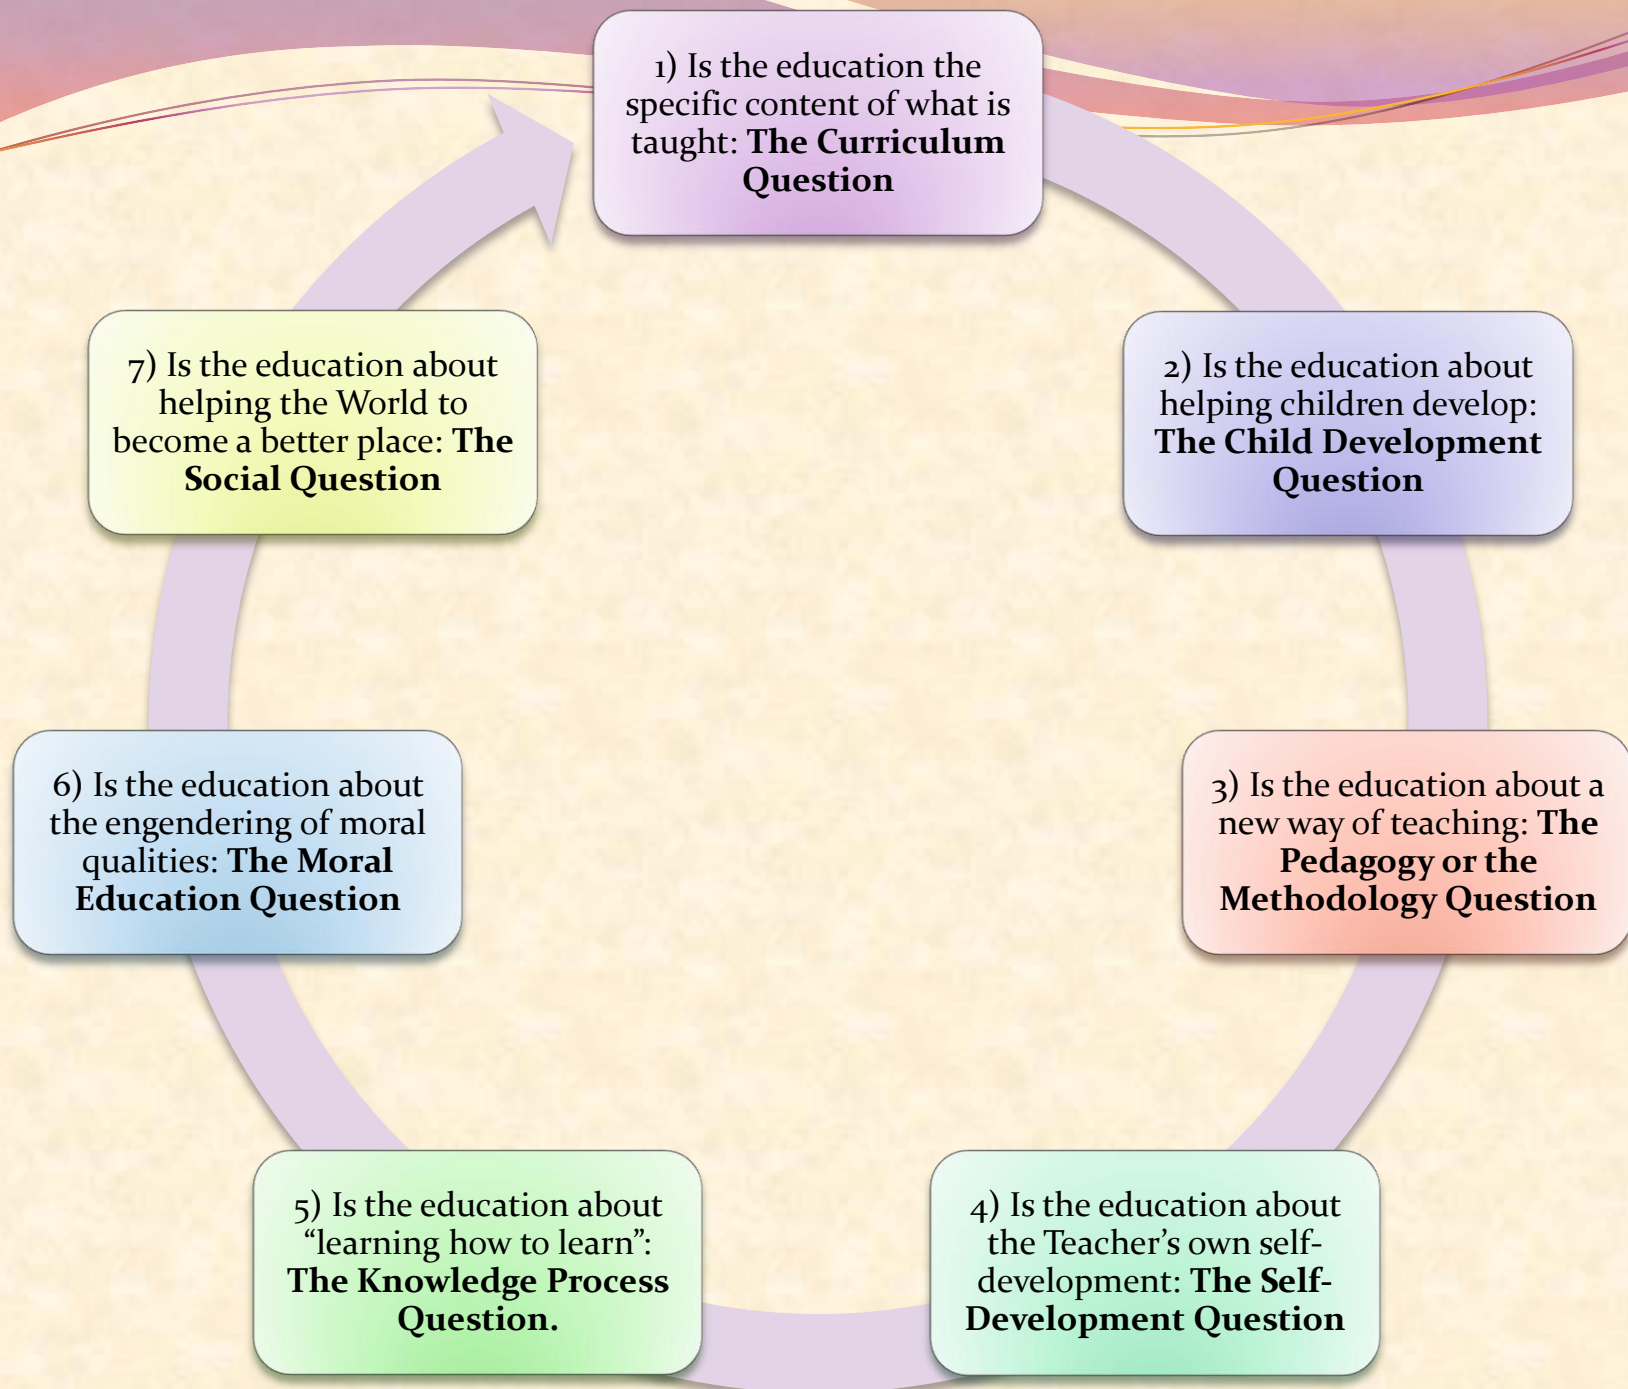 1) Is the education the
specific content of what is
taught: The Curriculum
Question
2) Is the education about
helping children develop:
The Child Development
Question
3) Is the education about a
new way of teaching: The
Pedagogy or the
Methodology Question
4) Is the education about
the Teacher’s own self-
development: The Self-
Development Question
5) Is the education about
“learning how to learn”:
The Knowledge Process
Question.
6) Is the education about
the engendering of moral
qualities: The Moral
Education Question
7) Is the education about
helping the World to
become a better place: The
Social Question